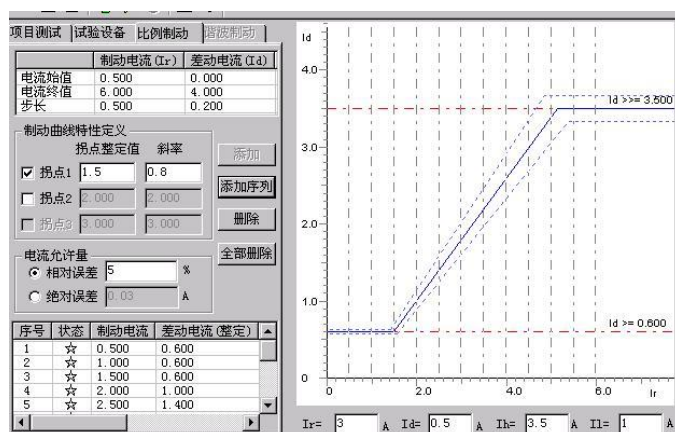 项目测试 试验设备 比例制动 谐波制动
制动电流(Ir) 差动电流(Id)
电流始值 0.500 0.000
电流终值 6.000 4.000
步长 0.500 0.200
制动曲线特性定义
拐点整定值 斜率
拐点1 1.5 0.8
拐点2 2.000 2.000
拐点3 3.000 3.000
添加
添加序列
删除
全部删除
电流允许量
相对误差 5 %
绝对误差 0.03 A
序号 状态 制动电流 差动电流(整定)
1 ☆ 0.500 0.600
2 ☆ 1.000 0.600
3 ☆ 1.500 0.600
4 ☆ 2.000 1.000
5 ☆ 2.500 1.400
Id
4.0
Id >>= 3.500
3.0
2.0
1.0
Id >= 0.600
0
0 2.0 4.0 6.0 Ir
Ir= 3 A Id= 0.5 A Ih= 3.5 A Il= 1 A